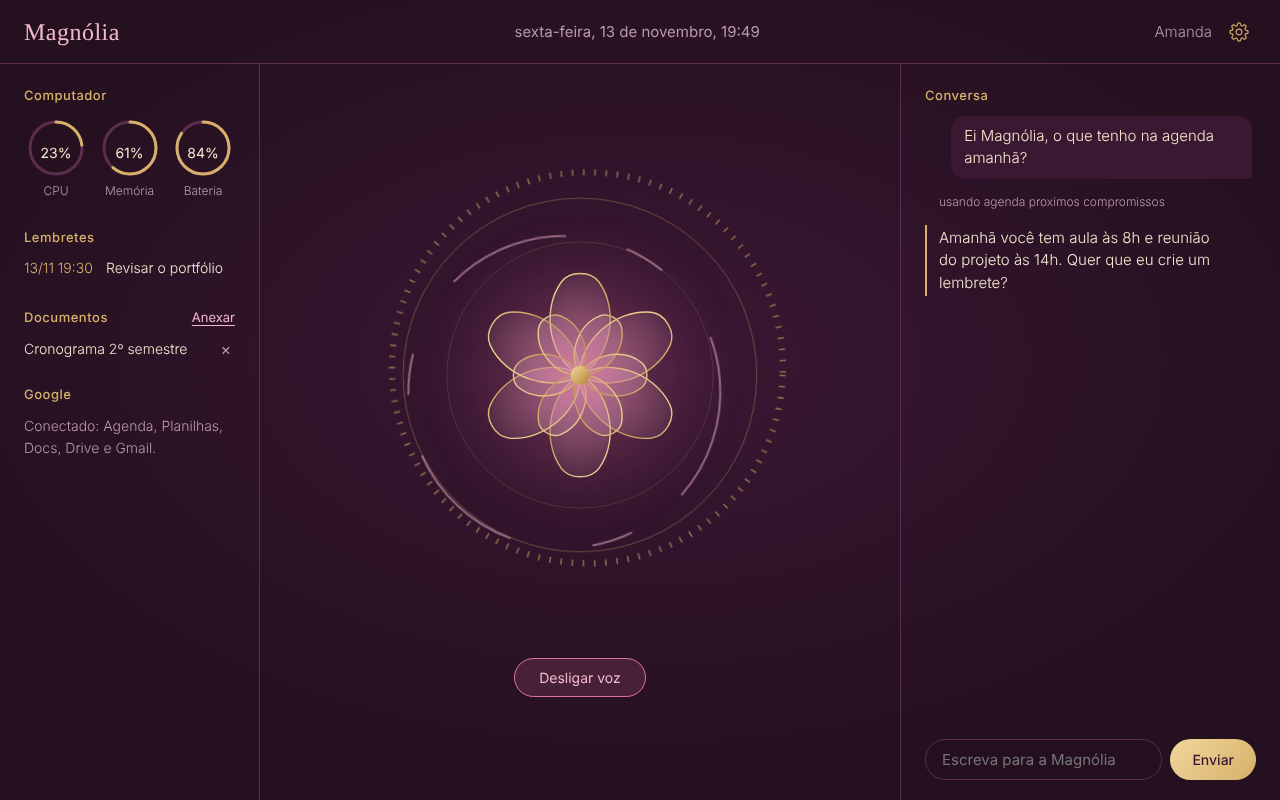 Magnólia
sexta-feira, 13 de novembro, 19:49
Amanda
Computador
23%
61%
84%
CPU
Memória
Bateria
Lembretes
13/11 19:30 Revisar o portfólio
Documentos
Anexar
Cronograma 2º semestre
×
Google
Conectado: Agenda, Planilhas,
Docs, Drive e Gmail.
Desligar voz
Conversa
Ei Magnólia, o que tenho na agenda
amanhã?
usando agenda proximos compromissos
Amanhã você tem aula às 8h e reunião
do projeto às 14h. Quer que eu crie um
lembrete?
Escreva para a Magnólia
Enviar